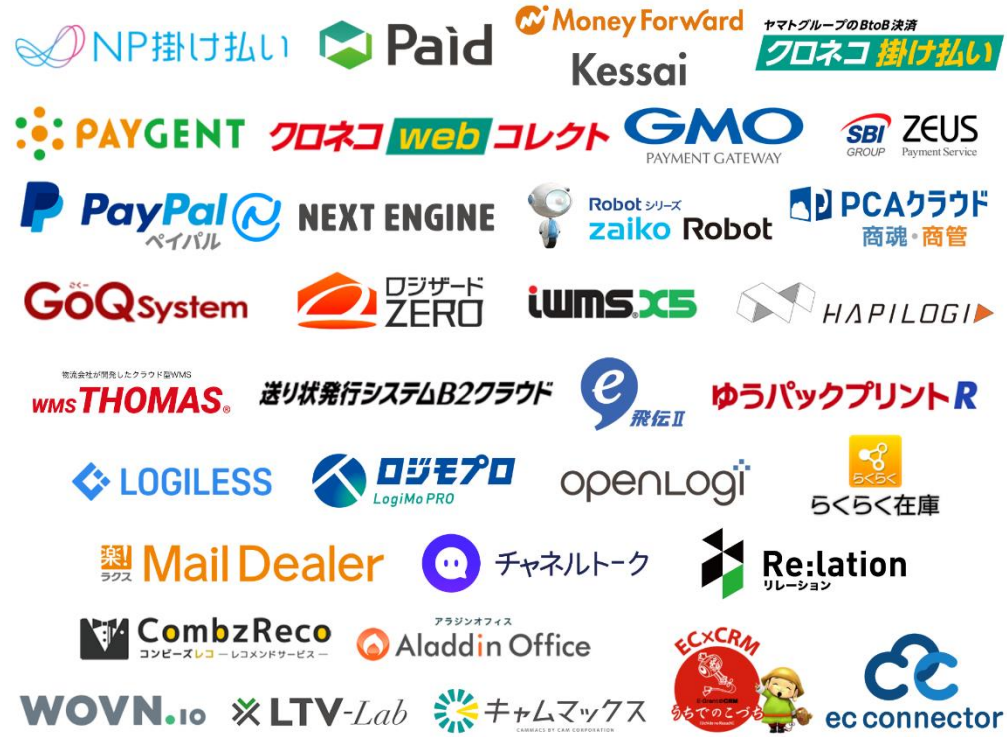 NP掛け払い
Paid
Money Forward
Kessai
ヤマトグループのBtoB決済
クロネコ 掛け払い
PAYGENT
クロネコ web コレクト
GMO
PAYMENT GATEWAY
SBI
GROUP
ZEUS
Payment Service
PayPal
ペイパル
NEXT ENGINE
Robot シリーズ
zaiko Robot
PCAクラウド
商魂・商管
ごくー
GoQSystem
ロジザード
ZERO
iWMS.X5
HAPILOGI
物流会社が開発したクラウド型WMS
WMS THOMAS®
送り状発行システムB2クラウド
e
飛伝Ⅱ
ゆうパックプリントR
LOGILESS
ロジモプロ
LogiMo PRO
openLogi
らくらく
らくらく在庫
楽!
ラクス
Mail Dealer
チャネルトーク
Re:lation
リレーション
CombzReco
コンビーズレコ ―レコメンドサービス―
アラジンオフィス
Aladdin Office
EC×CRM
うちでのこづち
WOVN.io
LTV-Lab
キャムマックス
CAMMACS BY CAM CORPORATION
ec connector